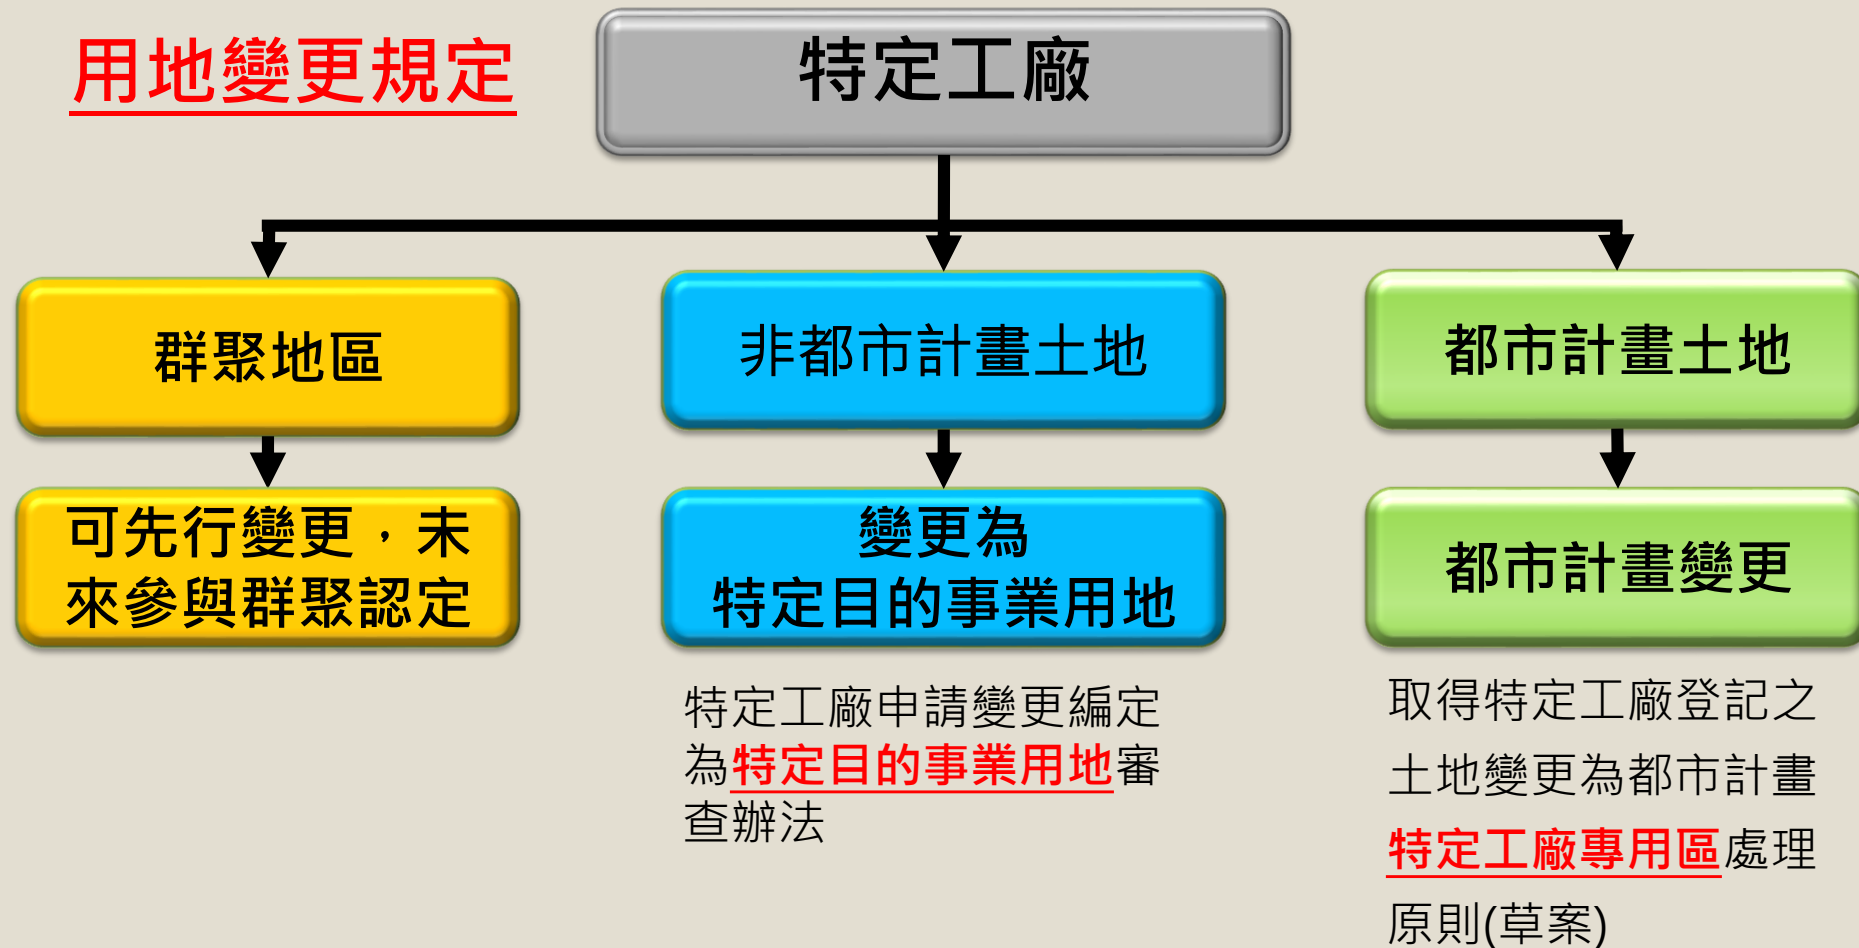 用地變更規定
特定工廠
群聚地區
非都市計畫土地
都市計畫土地
可先行變更，未
來參與群聚認定
變更為
特定目的事業用地
都市計畫變更
特定工廠申請變更編定
為特定目的事業用地審
查辦法
取得特定工廠登記之
土地變更為都市計畫
特定工廠專用區處理
原則(草案)